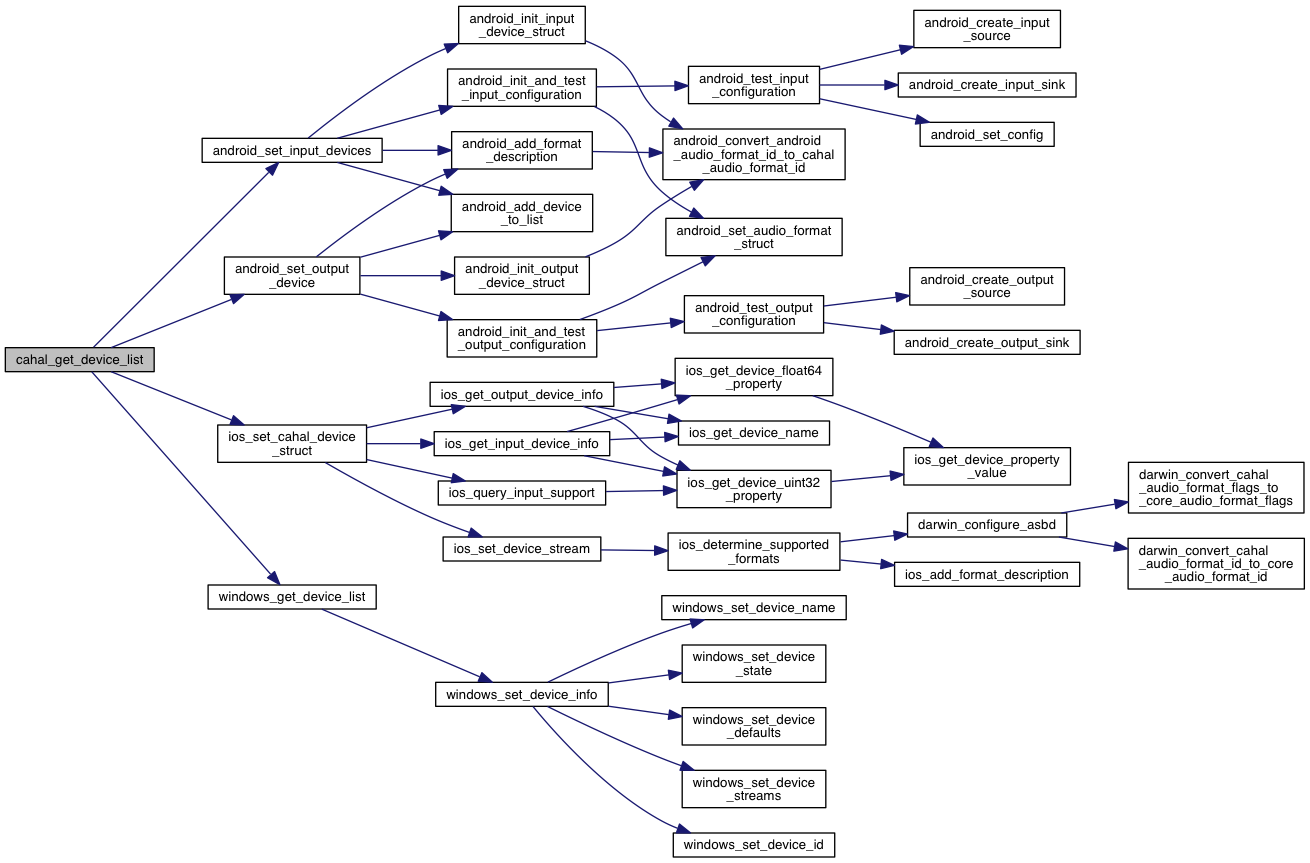 cahal_get_device_list
android_set_input_devices
android_set_output
_device
ios_set_cahal_device
_struct
windows_get_device_list
android_init_input
_device_struct
android_init_and_test
_input_configuration
android_add_format
_description
android_add_device
_to_list
android_init_output
_device_struct
android_init_and_test
_output_configuration
ios_get_output_device_info
ios_get_input_device_info
ios_query_input_support
ios_set_device_stream
windows_set_device_info
android_test_input
_configuration
android_convert_android
_audio_format_id_to_cahal
_audio_format_id
android_set_audio_format
_struct
android_test_output
_configuration
ios_get_device_float64
_property
ios_get_device_name
ios_get_device_uint32
_property
ios_determine_supported
_formats
windows_set_device_name
windows_set_device
_state
windows_set_device
_defaults
windows_set_device
_streams
windows_set_device_id
android_create_input
_source
android_create_input_sink
android_set_config
android_create_output
_source
android_create_output_sink
ios_get_device_property
_value
darwin_configure_asbd
ios_add_format_description
darwin_convert_cahal
_audio_format_flags_to
_core_audio_format_flags
darwin_convert_cahal
_audio_format_id_to_core
_audio_format_id